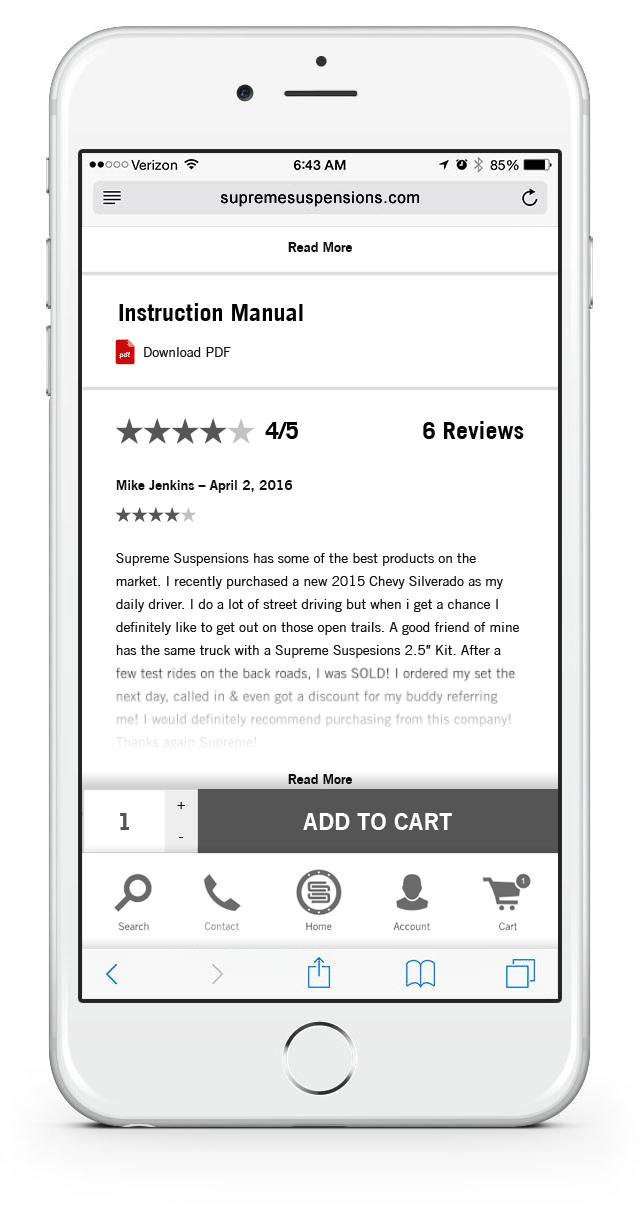 Verizon 6:43 AM 85%
supremesuspensions.com
Read More
Instruction Manual
pdf Download PDF
4/5 6 Reviews
Mike Jenkins – April 2, 2016
Supreme Suspensions has some of the best products on the
market. I recently purchased a new 2015 Chevy Silverado as my
daily driver. I do a lot of street driving but when i get a chance I
definitely like to get out on those open trails. A good friend of mine
has the same truck with a Supreme Suspesions 2.5″ Kit. After a
few test rides on the back roads, I was SOLD! I ordered my set the
next day, called in & even got a discount for my buddy referring
me! I would definitely recommend purchasing from this company!
Thanks again Supreme!
Read More
1 + - ADD TO CART
1
Search Contact Home Account Cart